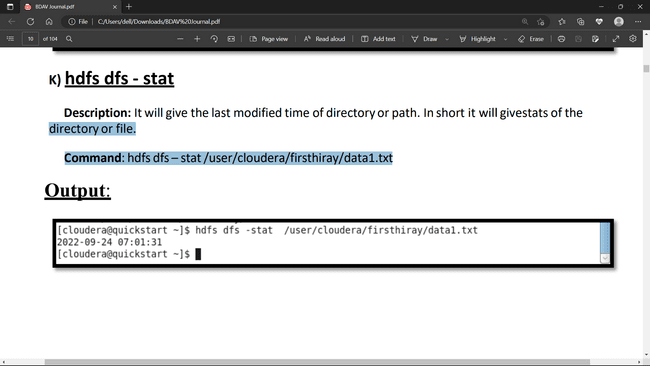 BDAV Journal.pdf
File
C:/Users/dell/Downloads/BDAV%20Journal.pdf
10 of 104
Page view
Read aloud
Add text
Draw
Highlight
Erase
K) hdfs dfs - stat
Description: It will give the last modified time of directory or path. In short it will givestats of the
directory or file.
Command: hdfs dfs – stat /user/cloudera/firsthiray/data1.txt
Output:
[cloudera@quickstart ~]$ hdfs dfs -stat  /user/cloudera/firsthiray/data1.txt
2022-09-24 07:01:31
[cloudera@quickstart ~]$